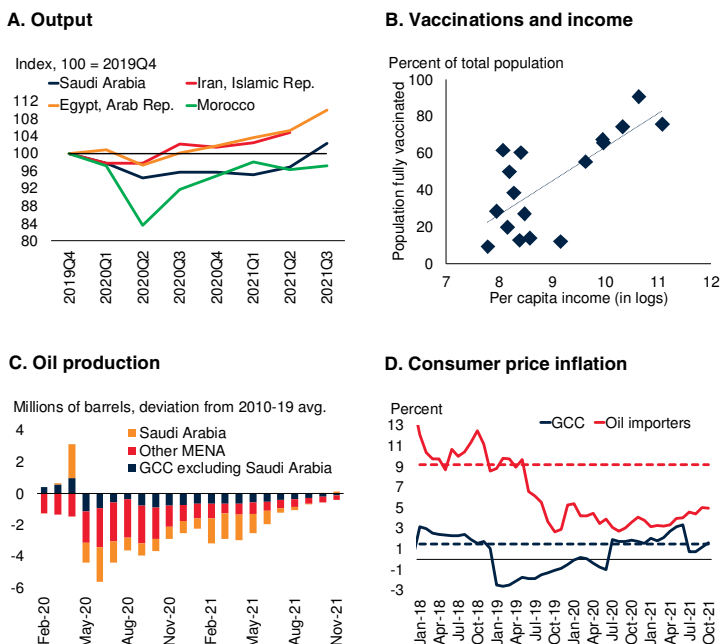 A. Output
Index, 100 = 2019Q4
Saudi Arabia
Iran, Islamic Rep.
Egypt, Arab Rep.
Morocco
112
108
104
100
96
92
88
84
80
2019Q4
2020Q1
2020Q2
2020Q3
2020Q4
2021Q1
2021Q2
2021Q3
B. Vaccinations and income
Percent of total population
Population fully vaccinated
100
80
60
40
20
0
7
8
9
10
11
12
Per capita income (in logs)
C. Oil production
Millions of barrels, deviation from 2010-19 avg.
Saudi Arabia
Other MENA
GCC excluding Saudi Arabia
4
2
0
-2
-4
-6
Feb-20
May-20
Aug-20
Nov-20
Feb-21
May-21
Aug-21
Nov-21
D. Consumer price inflation
Percent
GCC
Oil importers
13
11
9
7
5
3
1
-1
-3
Jan-18
Apr-18
Jul-18
Oct-18
Jan-19
Apr-19
Jul-19
Oct-19
Jan-20
Apr-20
Jul-20
Oct-20
Jan-21
Apr-21
Jul-21
Oct-21